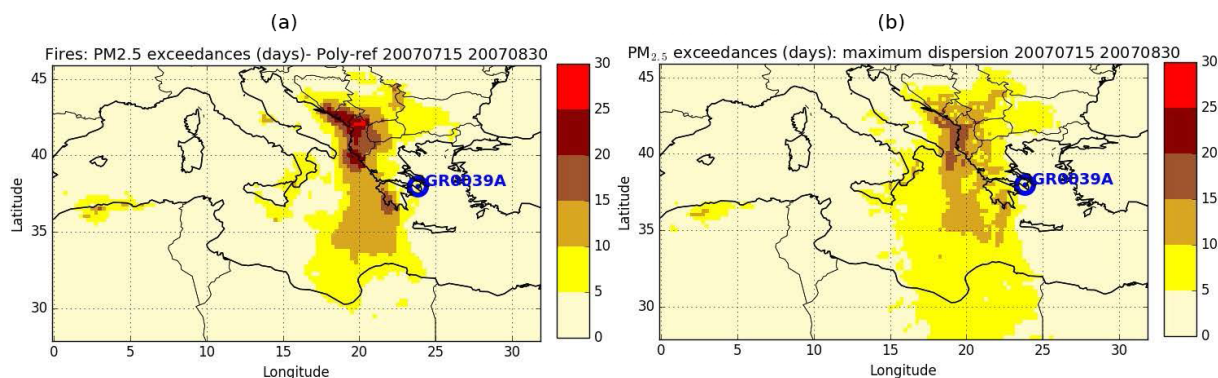 (a)
Fires: PM2.5 exceedances (days)- Poly-ref 20070715 20070830
45
40
35
30
Latitude
0 5 10 15 20 25 30
Longitude
30
25
20
15
10
5
0
GR0039A
(b)
PM2.5 exceedances (days): maximum dispersion 20070715 20070830
45
40
35
30
Latitude
0 5 10 15 20 25 30
Longitude
30
25
20
15
10
5
0
GR0039A